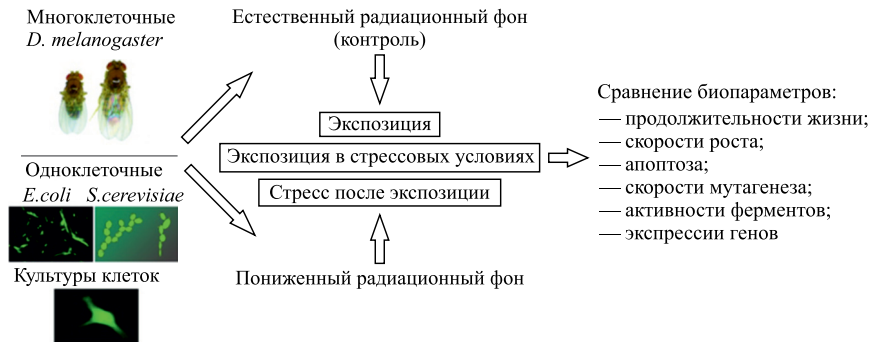 Многоклеточные
D. melanogaster
Одноклеточные
E.coli S.cerevisiae
Культуры клеток
Естественный радиационный фон
(контроль)
Экспозиция
Экспозиция в стрессовых условиях
Стресс после экспозиции
Пониженный радиационный фон
Сравнение биопараметров:
— продолжительности жизни;
— скорости роста;
— апоптоза;
— скорости мутагенеза;
— активности ферментов;
— экспрессии генов